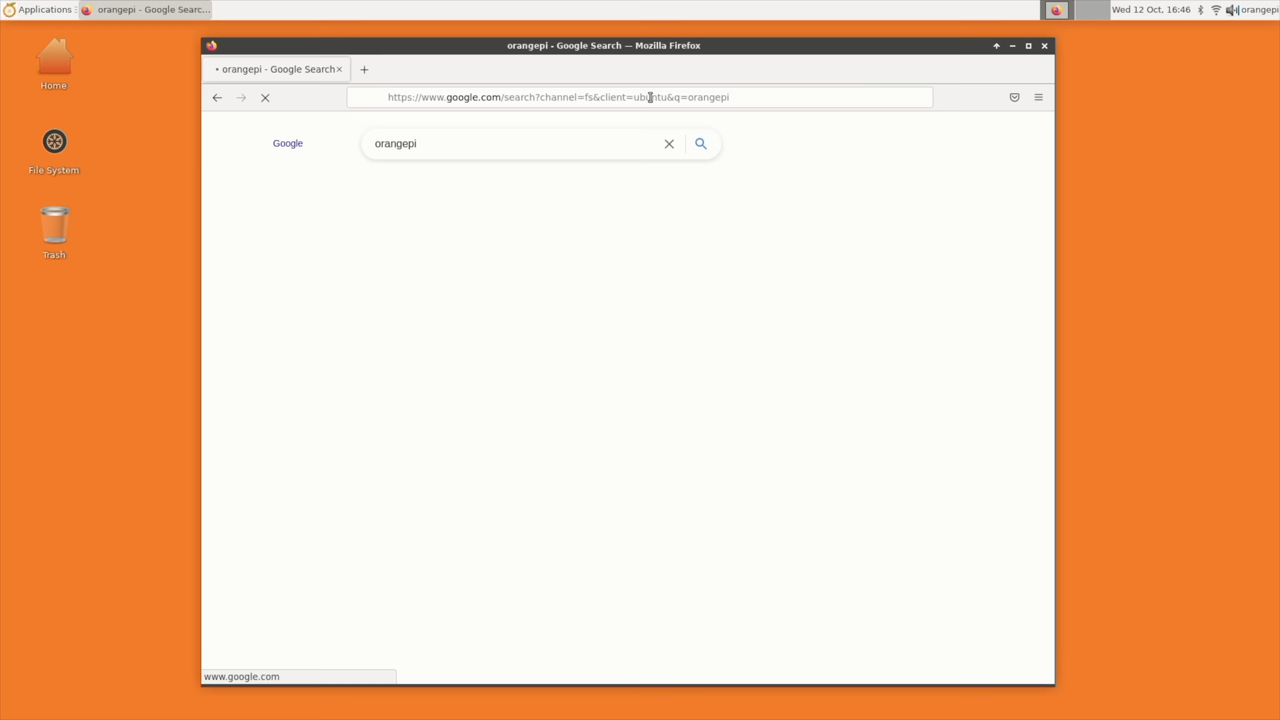 Applications
orangepi - Google Searc...
Wed 12 Oct, 16:46
orangepi
Home
File System
Trash
orangepi - Google Search — Mozilla Firefox
orangepi - Google Search
https://www.google.com/search?channel=fs&client=ubuntu&q=orangepi
Google
orangepi
www.google.com